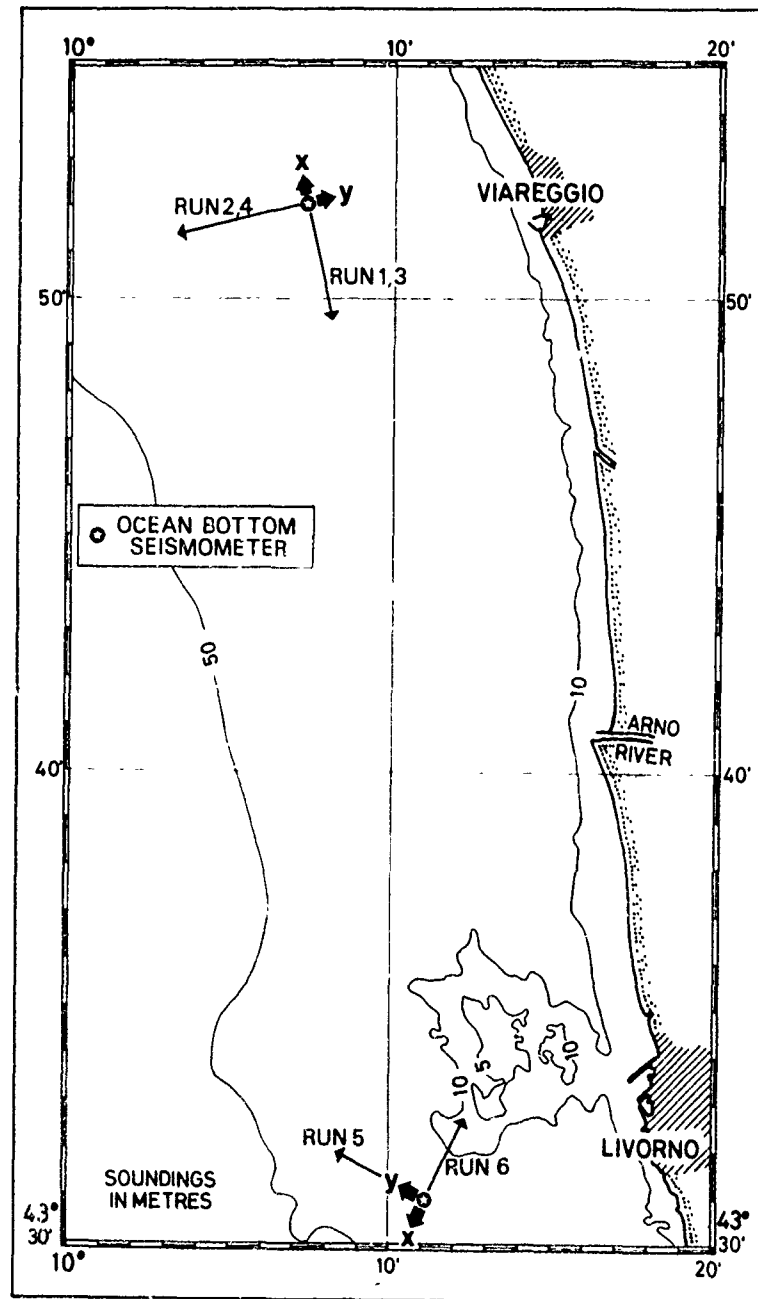 10° 10' 20'
x
y
VIAREGGIO
RUN 2,4
RUN 1,3
50' 50'
OCEAN BOTTOM
SEISMOMETER
50
10
ARNO
RIVER
40' 40'
10
5
10
RUN 5
y
RUN 6
LIVORNO
SOUNDINGS
IN METRES
43° 43°
30' x 30'
10° 10' 20'